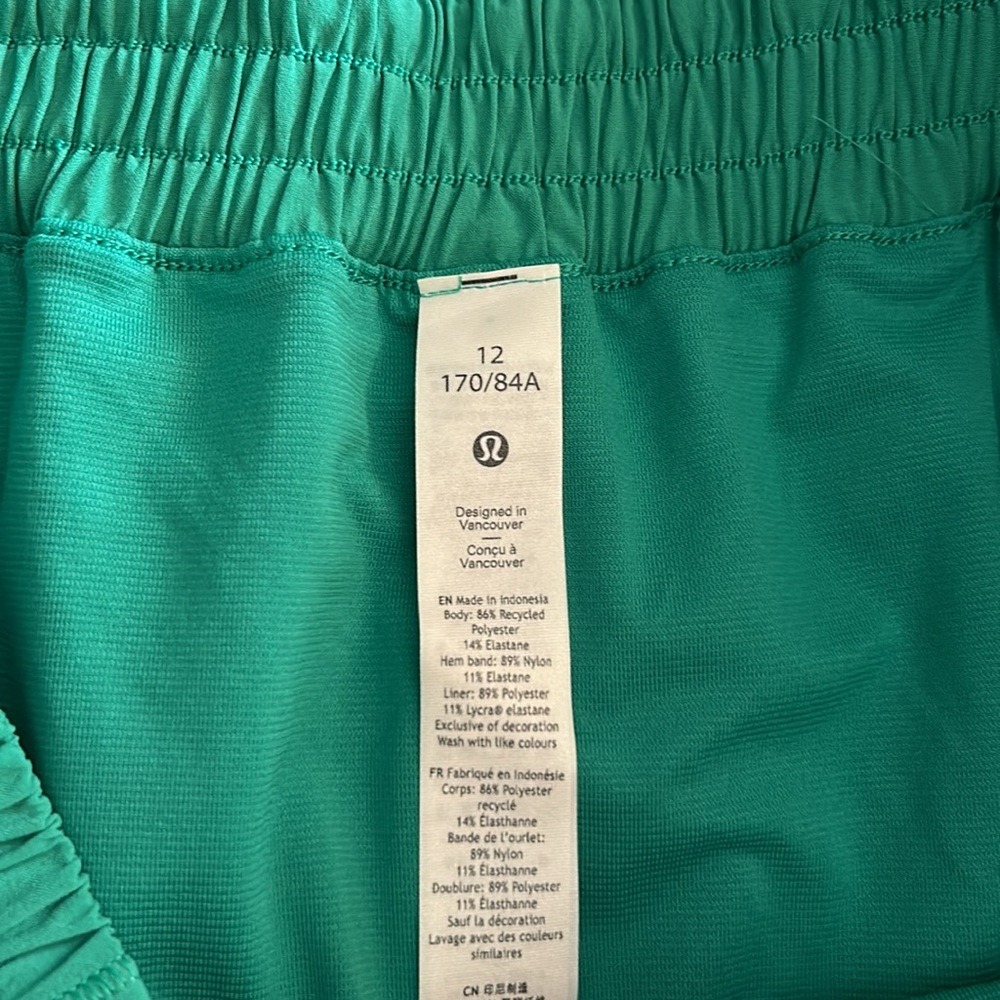 12
170/84A
Designed in
Vancouver
Conçu à
Vancouver
EN Made in Indonesia
Body: 86% Recycled
Polyester
14% Elastane
Hem band: 89% Nylon
11% Elastane
Liner: 89% Polyester
11% Lycra® elastane
Exclusive of decoration
Wash with like colours
FR Fabriqué en Indonésie
Corps: 86% Polyester
recyclé
14% Élasthanne
Bande de l'ourlet:
89% Nylon
11% Élasthanne
Doublure: 89% Polyester
11% Élasthanne
Sauf la décoration
Lavage avec des couleurs
similaires
CN 印尼制造